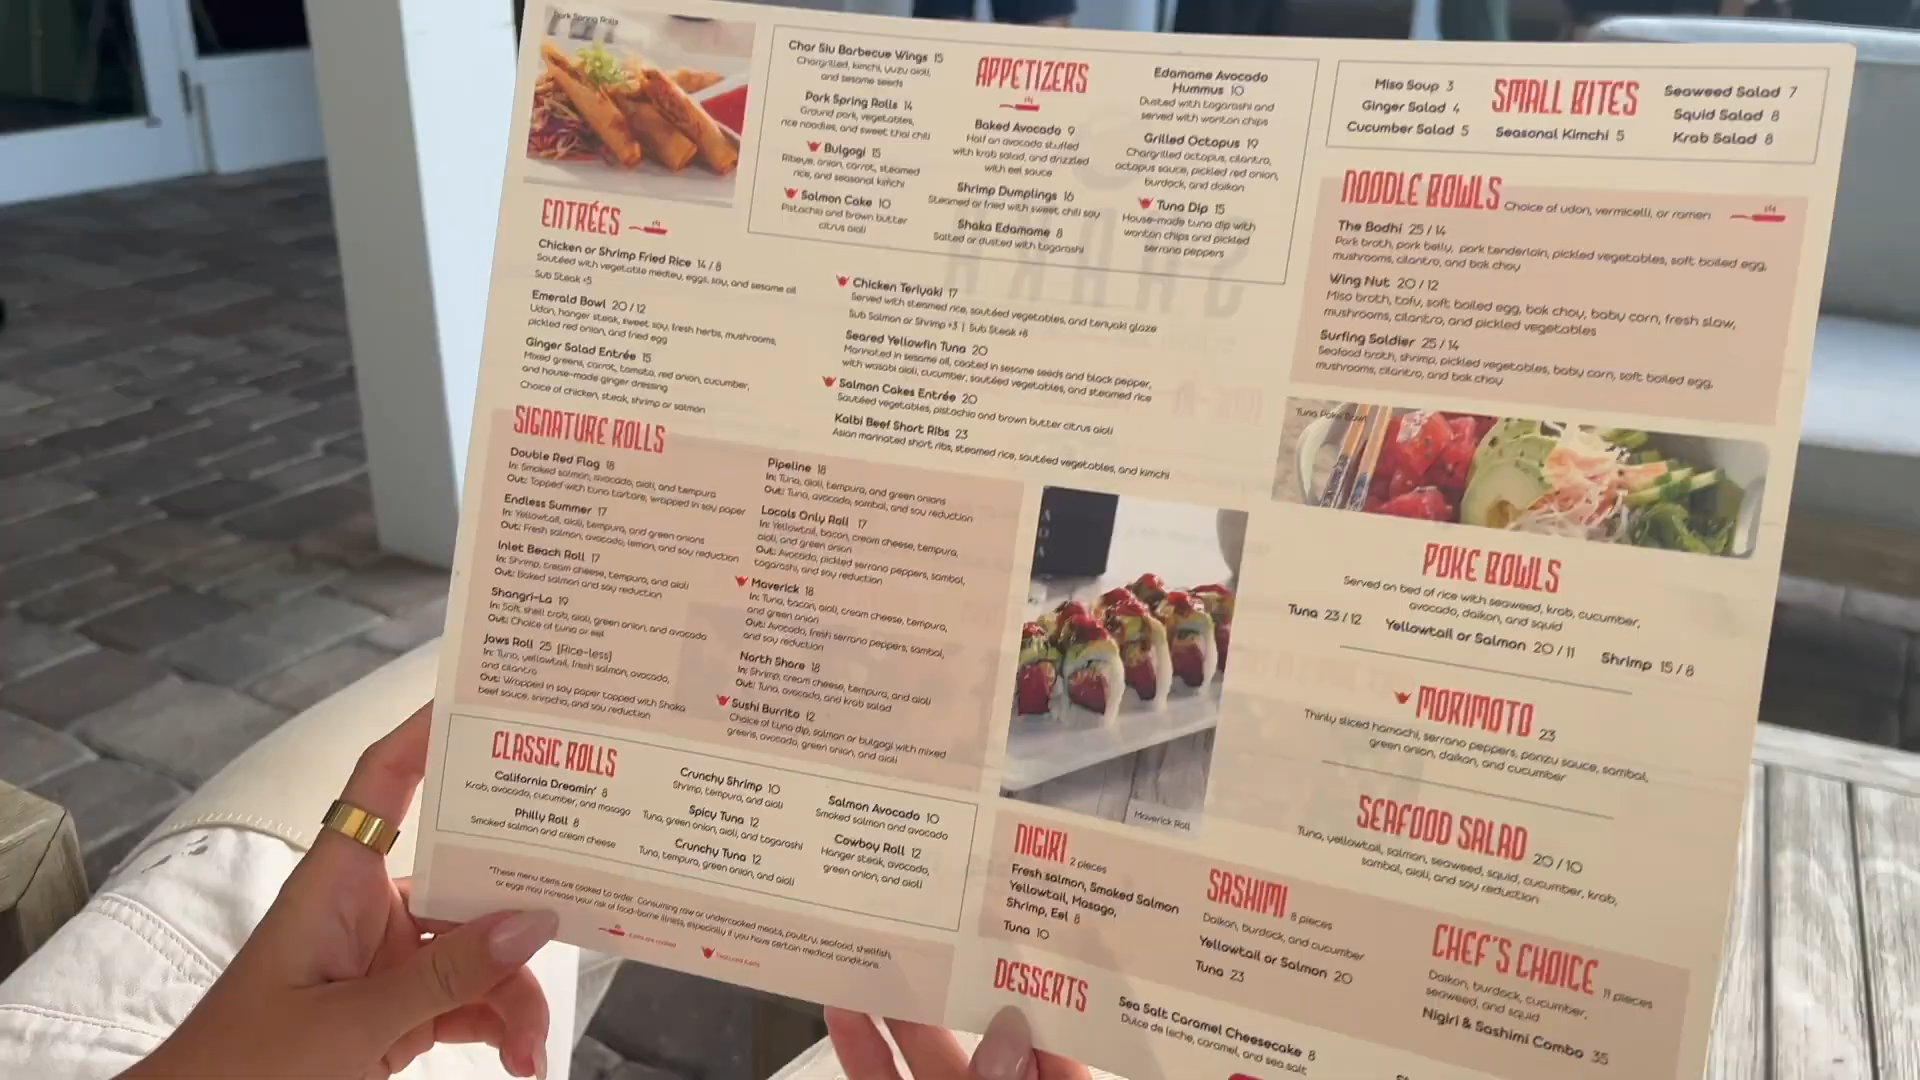 Pork Spring Rolls
APPETIZERS
Char Siu Barbecue Wings 15
Chargrilled, kimchi, yuzu aioli,
and sesame seeds
Pork Spring Rolls 14
Ground pork, vegetables,
rice noodles, and sweet thai chili
Bulgogi 15
Ribeye, onion, carrot, steamed
rice, and seasonal kimchi
Salmon Cake 10
Pistachio and brown butter
citrus aioli
Baked Avocado 9
Half an avocado stuffed
with krab salad, and drizzled
with eel sauce
Shrimp Dumplings 16
Steamed or fried with sweet chili soy
Shaka Edamame 8
Salted or dusted with togarashi
Edamame Avocado
Hummus 10
Dusted with togarashi and
served with wonton chips
Grilled Octopus 19
Chargrilled octopus, cilantro,
octopus sauce, pickled red onion,
burdock, and daikon
Tuna Dip 15
House-made tuna dip with
wonton chips and pickled
serrano peppers
SMALL BITES
Miso Soup 3
Ginger Salad 4
Cucumber Salad 5
Seasonal Kimchi 5
Seaweed Salad 7
Squid Salad 8
Krab Salad 8
ENTRÉES
Chicken or Shrimp Fried Rice 14 / 8
Sautéed with vegetable medley, eggs, soy, and sesame oil
Sub Steak +5
Emerald Bowl 20 / 12
Udon, hanger steak, sweet soy, fresh herbs, mushrooms,
pickled red onion, and fried egg
Ginger Salad Entrée 15
Mixed greens, carrot, tomato, red onion, cucumber,
and house-made ginger dressing
Choice of chicken, steak, shrimp or salmon
Chicken Teriyaki 17
Served with steamed rice, sautéed vegetables, and teriyaki glaze
Sub Salmon or Shrimp +3 | Sub Steak +6
Seared Yellowfin Tuna 20
Marinated in sesame oil, coated in sesame seeds and black pepper,
with wasabi aioli, cucumber, sautéed vegetables, and steamed rice
Salmon Cakes Entrée 20
Sautéed vegetables, pistachio and brown butter citrus aioli
Kalbi Beef Short Ribs 23
Asian marinated short ribs, steamed rice, sautéed vegetables, and kimchi
NOODLE BOWLS Choice of udon, vermicelli, or ramen
The Bodhi 25 / 14
Pork broth, pork belly, pork tenderloin, pickled vegetables, soft boiled egg,
mushrooms, cilantro, and bok choy
Wing Nut 20 / 12
Miso broth, tofu, soft boiled egg, bok choy, baby corn, fresh slaw,
mushrooms, cilantro, and pickled vegetables
Surfing Soldier 25 / 14
Seafood broth, shrimp, pickled vegetables, baby corn, soft boiled egg,
mushrooms, cilantro, and bok choy
Tuna Poke Bowl
SIGNATURE ROLLS
Double Red Flag 18
In: Smoked salmon, avocado, aioli, and tempura
Out: Topped with tuna tartare, wrapped in soy paper
Endless Summer 17
In: Yellowtail, aioli, tempura, and green onions
Out: Fresh salmon, avocado, lemon, and soy reduction
Inlet Beach Roll 17
In: Shrimp, cream cheese, tempura, and aioli
Out: Baked salmon and soy reduction
Shangri-La 19
In: Soft shell crab, aioli, green onion, and avocado
Out: Choice of tuna or eel
Jaws Roll 25 [Rice-less]
In: Tuna, yellowtail, fresh salmon, avocado,
and cilantro
Out: Wrapped in soy paper topped with Shaka
beef sauce, sriracha, and soy reduction
Pipeline 18
In: Tuna, aioli, tempura, and green onions
Out: Tuna, avocado, sambal, and soy reduction
Locals Only Roll 17
In: Yellowtail, bacon, cream cheese, tempura,
aioli, and green onion
Out: Avocado, pickled serrano peppers, sambal,
togarashi, and soy reduction
Maverick 18
In: Tuna, bacon, aioli, cream cheese, tempura,
and green onion
Out: Avocado, fresh serrano peppers, sambal,
and soy reduction
North Shore 18
In: Shrimp, cream cheese, tempura, and aioli
Out: Tuna, avocado, and krab salad
Sushi Burrito 12
Choice of tuna dip, salmon or bulgogi with mixed
greens, avocado, green onion, and aioli
Maverick Roll
POKE BOWLS
Served on bed of rice with seaweed, krab, cucumber,
avocado, daikon, and squid
Tuna 23 / 12
Yellowtail or Salmon 20 / 11
Shrimp 15 / 8
MORIMOTO 23
Thinly sliced hamachi, serrano peppers, ponzu sauce, sambal,
green onion, daikon, and cucumber
SEAFOOD SALAD 20 / 10
Tuna, yellowtail, salmon, seaweed, squid, cucumber, krab,
sambal, aioli, and soy reduction
CLASSIC ROLLS
California Dreamin' 8
Krab, avocado, cucumber, and masago
Philly Roll 8
Smoked salmon and cream cheese
Crunchy Shrimp 10
Shrimp, tempura, and aioli
Spicy Tuna 12
Tuna, green onion, aioli, and togarashi
Crunchy Tuna 12
Tuna, tempura, green onion, and aioli
Salmon Avocado 10
Smoked salmon and avocado
Cowboy Roll 12
Hanger steak, avocado,
green onion, and aioli
*These menu items are cooked to order. Consuming raw or undercooked meats, poultry, seafood, shellfish,
or eggs may increase your risk of food-borne illness, especially if you have certain medical conditions.
NIGIRI 2 pieces
Fresh salmon, Smoked Salmon
Yellowtail, Masago,
Shrimp, Eel 8
Tuna 10
SASHIMI 8 pieces
Daikon, burdock, and cucumber
Yellowtail or Salmon 20
Tuna 23
CHEF'S CHOICE 11 pieces
Daikon, burdock, cucumber,
seaweed, and squid
Nigiri & Sashimi Combo 35
DESSERTS
Sea Salt Caramel Cheesecake 8
Dulce de leche, caramel, and sea salt